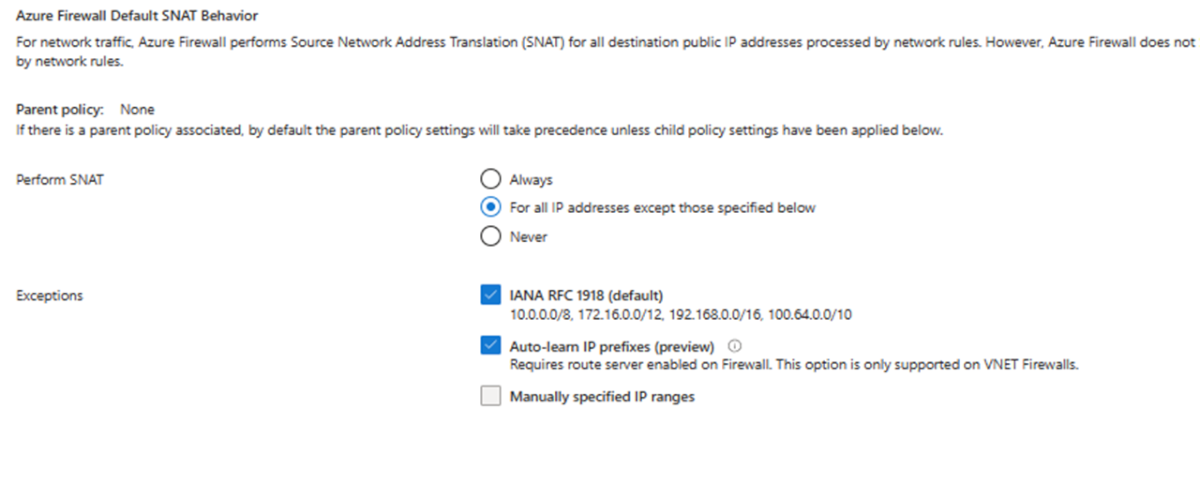 Azure Firewall Default SNAT Behavior
For network traffic, Azure Firewall performs Source Network Address Translation (SNAT) for all destination public IP addresses processed by network rules. However, Azure Firewall does not
by network rules.
Parent policy: None
If there is a parent policy associated, by default the parent policy settings will take precedence unless child policy settings have been applied below.
Perform SNAT
Always
For all IP addresses except those specified below
Never
Exceptions
IANA RFC 1918 (default)
10.0.0.0/8, 172.16.0.0/12, 192.168.0.0/16, 100.64.0.0/10
Auto-learn IP prefixes (preview)
Requires route server enabled on Firewall. This option is only supported on VNET Firewalls.
Manually specified IP ranges